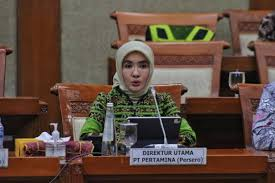 DIREKTUR UTAMA
PT PERTAMINA (Persero)